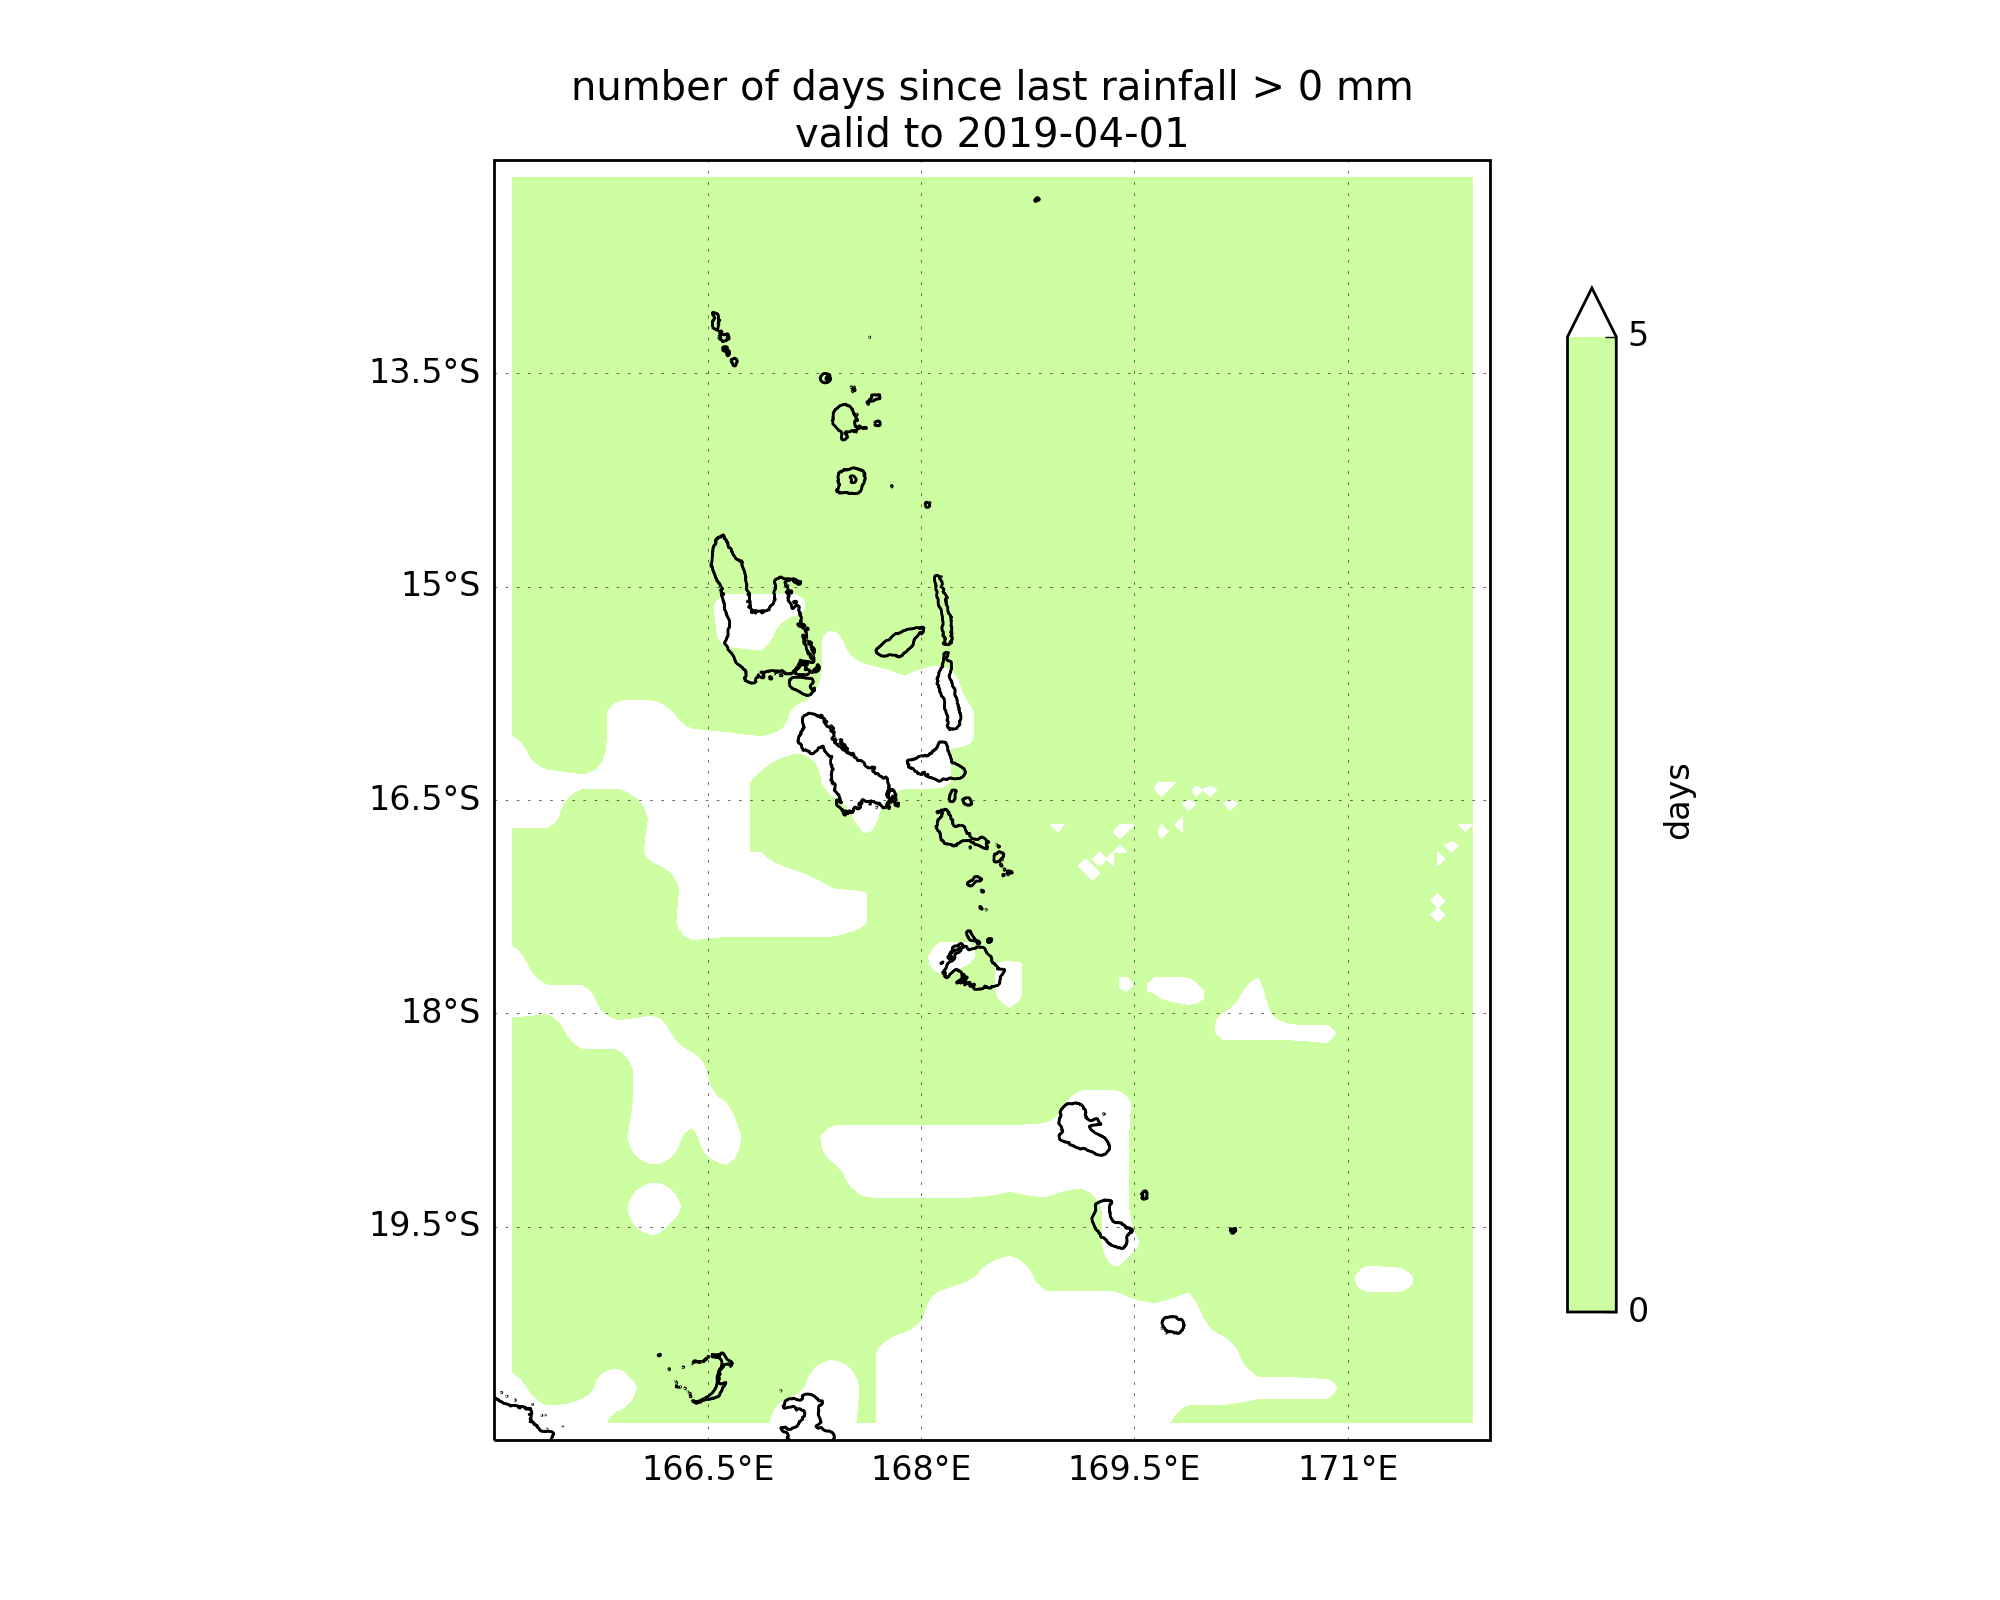 number of days since last rainfall > 0 mm
valid to 2019-04-01
13.5°S
15°S
16.5°S
18°S
19.5°S
166.5°E
168°E
169.5°E
171°E
5
0
days